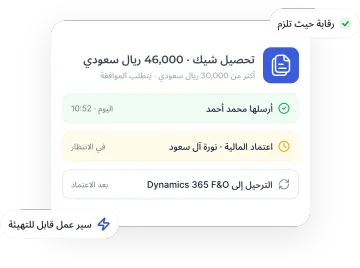 رقابة حيث تلزم
تحصيل شيك · 46,000 ريال سعودي
أكثر من 30,000 ريال سعودي · يتطلب الموافقة
أرسلها محمد أحمد
اليوم · 10:52
اعتماد المالية · نورة آل سعود
في الانتظار
الترحيل إلى Dynamics 365 F&O
بعد الاعتماد
سير عمل قابل للتهيئة